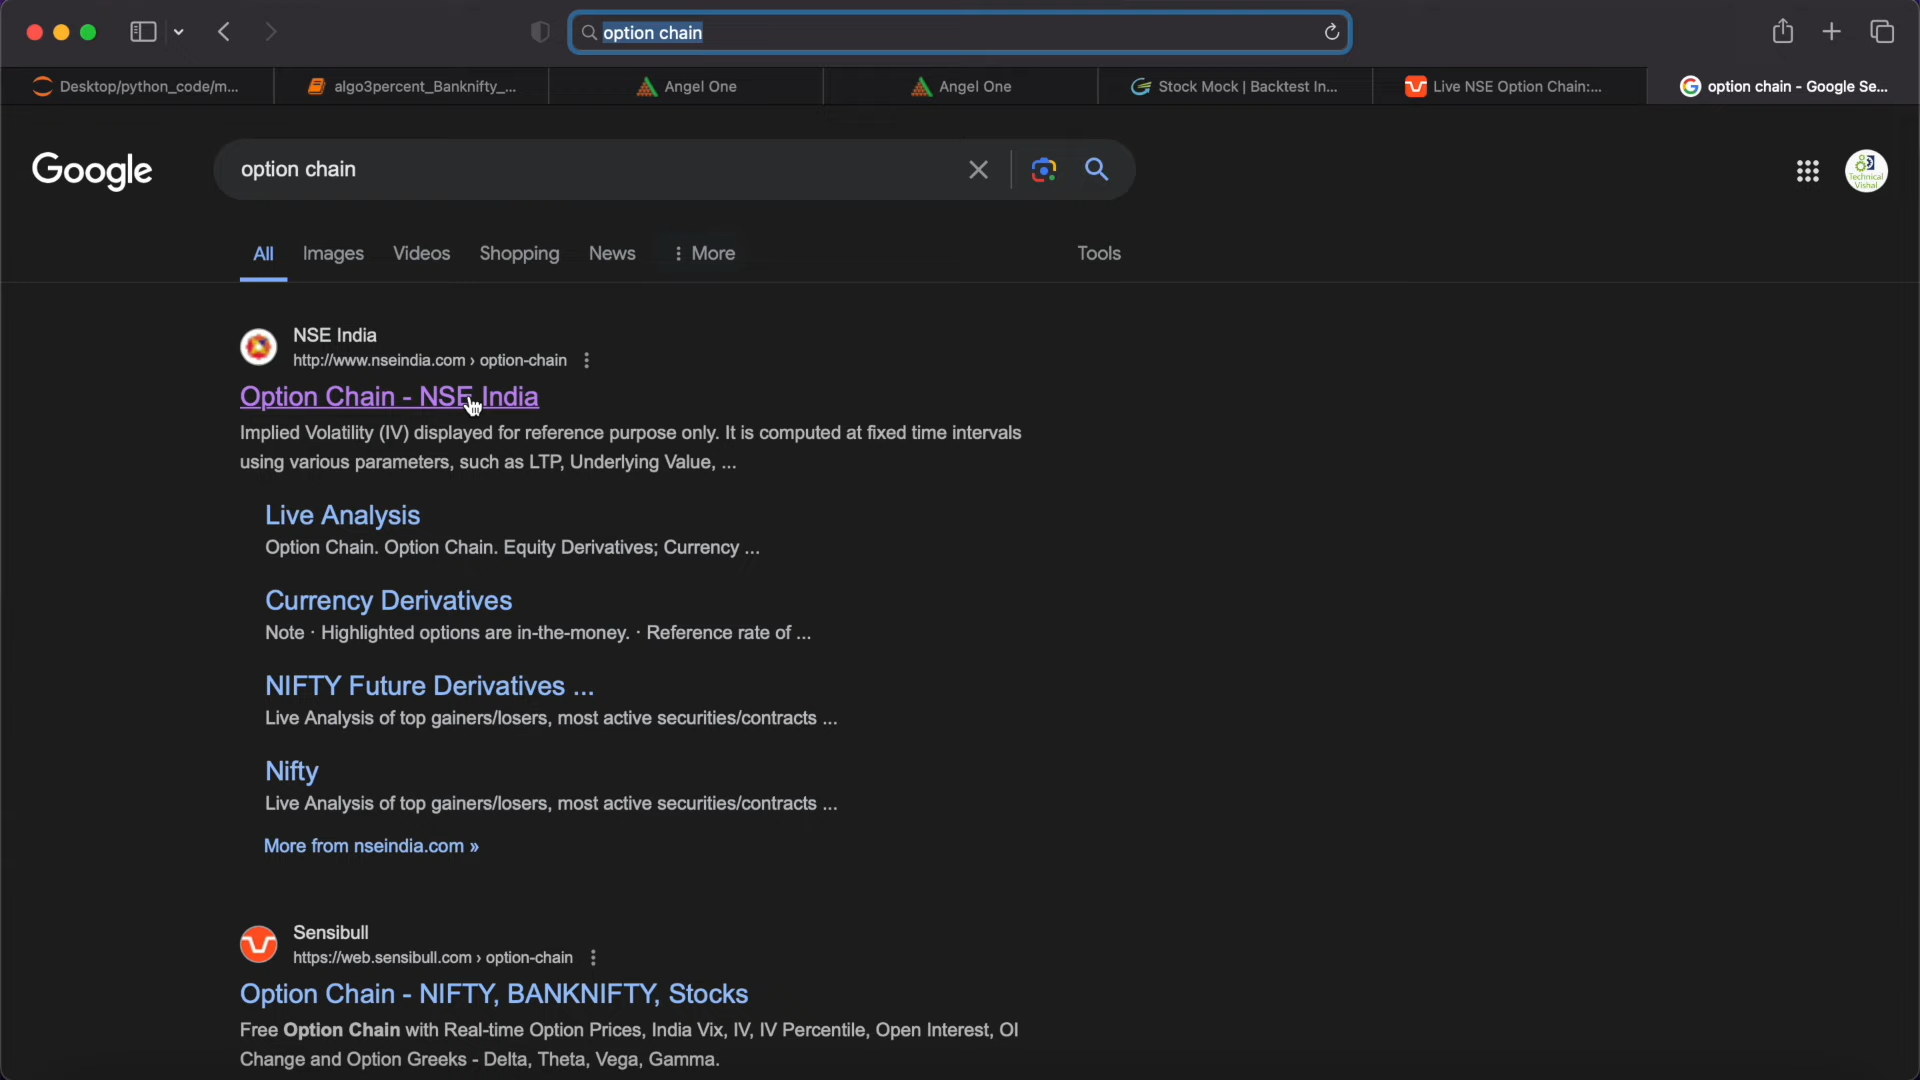 option chain
Desktop/python_code/m...
algo3percent_Banknifty_...
Angel One
Angel One
Stock Mock | Backtest In...
Live NSE Option Chain:...
option chain - Google Se...
Google
option chain
Technical
Vishal
All
Images
Videos
Shopping
News
More
Tools
NSE India
http://www.nseindia.com › option-chain
Option Chain - NSE India
Implied Volatility (IV) displayed for reference purpose only. It is computed at fixed time intervals
using various parameters, such as LTP, Underlying Value, ...
Live Analysis
Option Chain. Option Chain. Equity Derivatives; Currency ...
Currency Derivatives
Note · Highlighted options are in-the-money. · Reference rate of ...
NIFTY Future Derivatives ...
Live Analysis of top gainers/losers, most active securities/contracts ...
Nifty
Live Analysis of top gainers/losers, most active securities/contracts ...
More from nseindia.com »
Sensibull
https://web.sensibull.com › option-chain
Option Chain - NIFTY, BANKNIFTY, Stocks
Free Option Chain with Real-time Option Prices, India Vix, IV, IV Percentile, Open Interest, OI
Change and Option Greeks - Delta, Theta, Vega, Gamma.